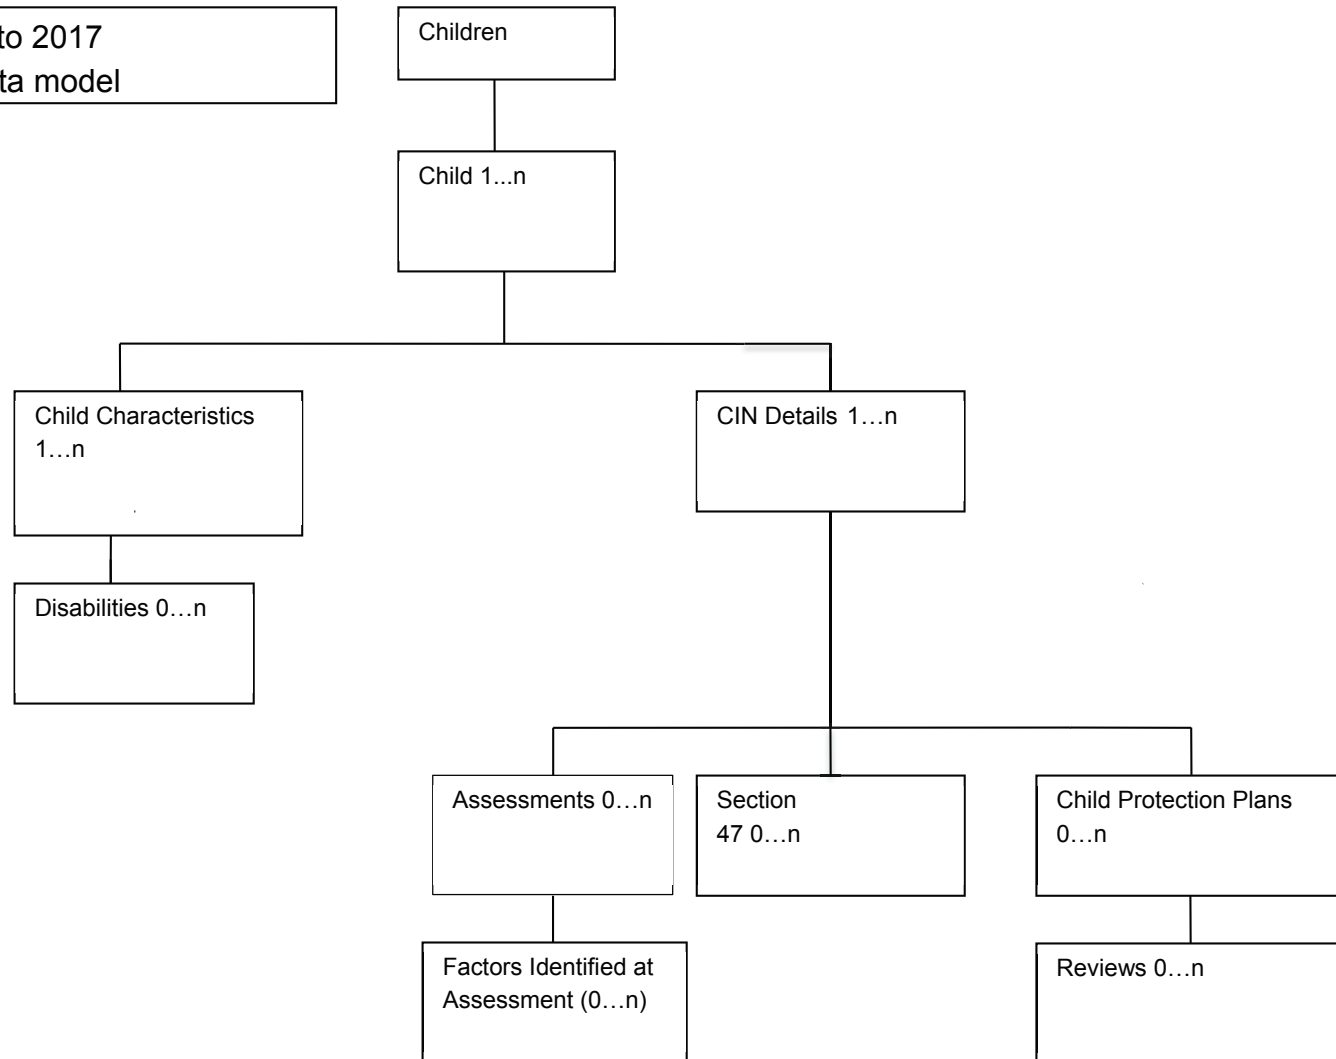 to 2017
ta model
Children
Child 1...n
Child Characteristics
1…n
CIN Details 1…n
Disabilities 0…n
Assessments 0…n
Section
47 0…n
Child Protection Plans
0…n
Factors Identified at
Assessment (0…n)
Reviews 0…n